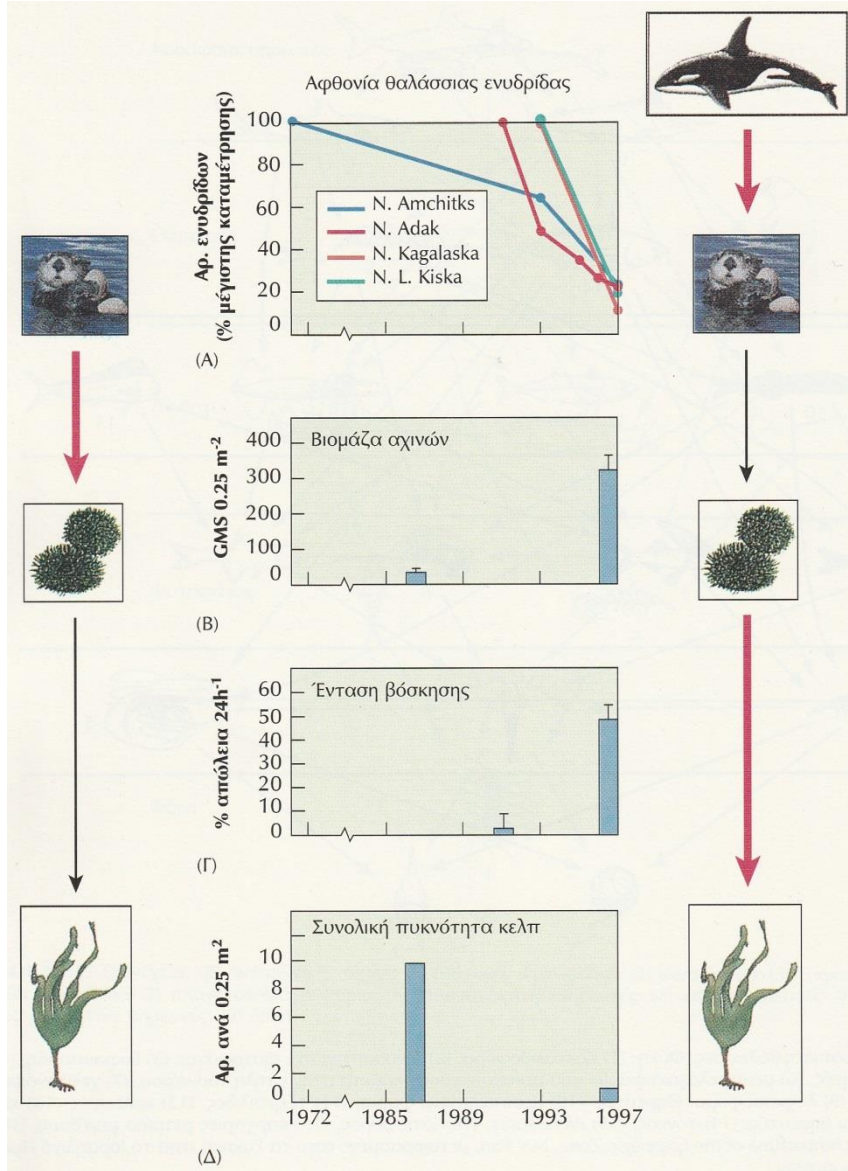 Αφθονία θαλάσσιας ενυδρίδας
Αρ. ενυδρίδων
(% μέγιστης καταμέτρησης)
100
80
60
40
20
0
N. Amchitks
N. Adak
N. Kagalaska
N. L. Kiska
(Α)
Βιομάζα αχινών
GMS 0.25 m⁻²
400
300
200
100
0
(Β)
Ένταση βόσκησης
% απώλεια 24h⁻¹
60
50
40
30
20
10
0
(Γ)
Συνολική πυκνότητα κελπ
Αρ. ανά 0.25 m²
10
8
6
4
2
0
1972 1985 1989 1993 1997
(Δ)